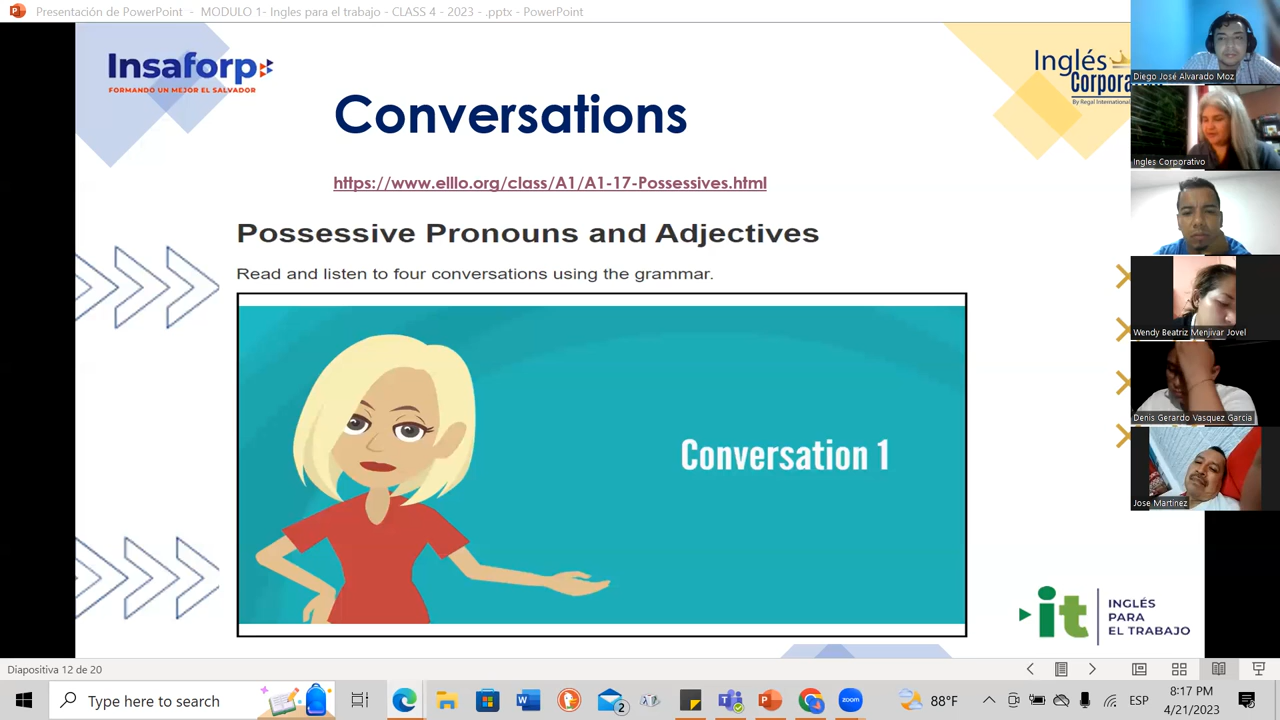 Presentación de PowerPoint - MODULO 1- Ingles para el trabajo - CLASS 4 - 2023 - .pptx - PowerPoint
Insaforp
FORMANDO UN MEJOR EL SALVADOR
Inglés
Corpora
By Regal International
Conversations
https://www.elllo.org/class/A1/A1-17-Possessives.html
Possessive Pronouns and Adjectives
Read and listen to four conversations using the grammar.
Conversation 1
Diego José Alvarado Moz
Ingles Corporativo
Wendy Beatriz Menjivar Jovel
Denis Gerardo Vasquez Garcia
Jose Martinez
it
INGLÉS
PARA
EL TRABAJO
Diapositiva 12 de 20
Type here to search
2
zoom
88°F
ESP
8:17 PM
4/21/2023